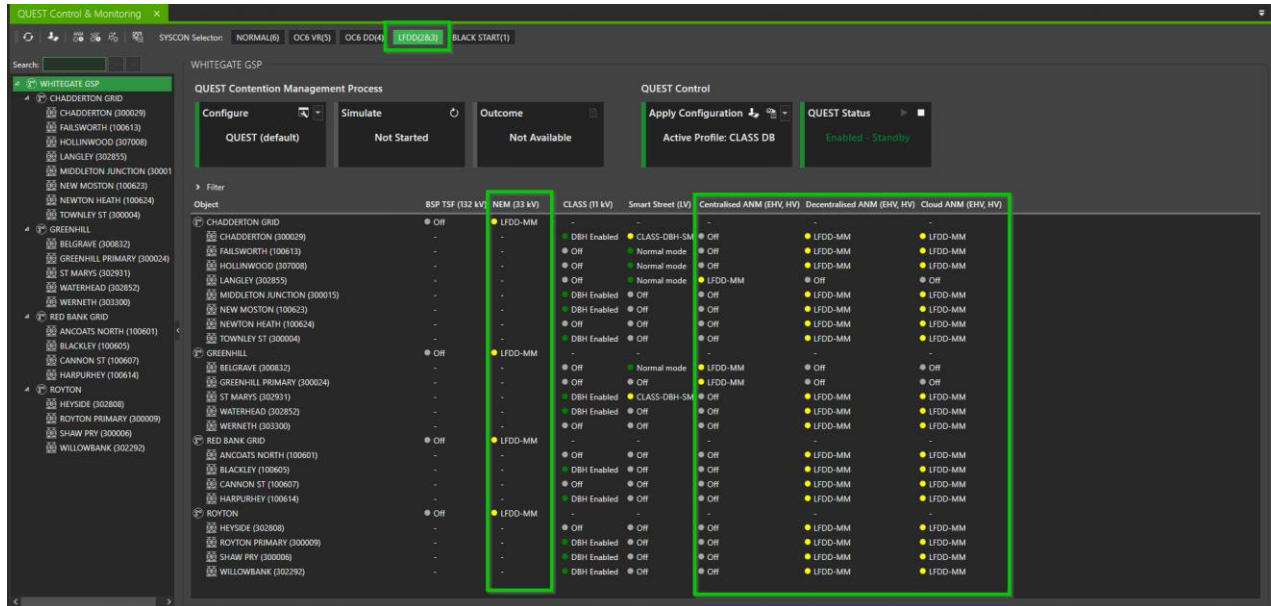 QUEST Control & Monitoring ×
SYSCON Selector: NORMAL(6) OC6 VR(5) OC6 DD(4) LFDD(2&3) BLACK START(1)
Search:
WHITEGATE GSP
CHADDERTON GRID
CHADDERTON (300029)
FAILSWORTH (100613)
HOLLINWOOD (307008)
LANGLEY (302855)
MIDDLETON JUNCTION (30001
NEW MOSTON (100623)
NEWTON HEATH (100624)
TOWNLEY ST (300004)
GREENHILL
BELGRAVE (300832)
GREENHILL PRIMARY (300024)
ST MARYS (302931)
WATERHEAD (302852)
WERNETH (303300)
RED BANK GRID
ANCOATS NORTH (100601)
BLACKLEY (100605)
CANNON ST (100607)
HARPURHEY (100614)
ROYTON
HEYSIDE (302808)
ROYTON PRIMARY (300009)
SHAW PRY (300006)
WILLOWBANK (302292)
WHITEGATE GSP
QUEST Contention Management Process
Configure
QUEST (default)
Simulate
Not Started
Outcome
Not Available
QUEST Control
Apply Configuration
Active Profile: CLASS DB
QUEST Status
Enabled - Standby
Filter
Object BSP TSF (132 kV) NEM (33 kV) CLASS (11 kV) Smart Street (LV) Centralised ANM (EHV, HV) Decentralised ANM (EHV, HV) Cloud ANM (EHV, HV)
CHADDERTON GRID Off LFDD-MM - - - - -
CHADDERTON (300029) - - DBH Enabled CLASS-DBH-SM Off LFDD-MM LFDD-MM
FAILSWORTH (100613) - - Off Normal mode Off LFDD-MM LFDD-MM
HOLLINWOOD (307008) - - Off Normal mode Off LFDD-MM LFDD-MM
LANGLEY (302855) - - Off Normal mode LFDD-MM Off Off
MIDDLETON JUNCTION (300015) - - DBH Enabled Off Off LFDD-MM LFDD-MM
NEW MOSTON (100623) - - DBH Enabled Off Off LFDD-MM LFDD-MM
NEWTON HEATH (100624) - - Off Off Off LFDD-MM LFDD-MM
TOWNLEY ST (300004) - - DBH Enabled Off Off LFDD-MM LFDD-MM
GREENHILL Off LFDD-MM - - - - -
BELGRAVE (300832) - - Off Normal mode LFDD-MM Off Off
GREENHILL PRIMARY (300024) - - Off Off LFDD-MM Off Off
ST MARYS (302931) - - DBH Enabled CLASS-DBH-SM Off LFDD-MM LFDD-MM
WATERHEAD (302852) - - DBH Enabled Off Off LFDD-MM LFDD-MM
WERNETH (303300) - - Off Off Off LFDD-MM LFDD-MM
RED BANK GRID Off LFDD-MM - - - - -
ANCOATS NORTH (100601) - - Off Off Off LFDD-MM LFDD-MM
BLACKLEY (100605) - - DBH Enabled Off Off LFDD-MM LFDD-MM
CANNON ST (100607) - - Off Off Off LFDD-MM LFDD-MM
HARPURHEY (100614) - - DBH Enabled Off Off LFDD-MM LFDD-MM
ROYTON Off LFDD-MM - - - - -
HEYSIDE (302808) - - Off Off Off LFDD-MM LFDD-MM
ROYTON PRIMARY (300009) - - DBH Enabled Off Off LFDD-MM LFDD-MM
SHAW PRY (300006) - - DBH Enabled Off Off LFDD-MM LFDD-MM
WILLOWBANK (302292) - - DBH Enabled Off Off LFDD-MM LFDD-MM